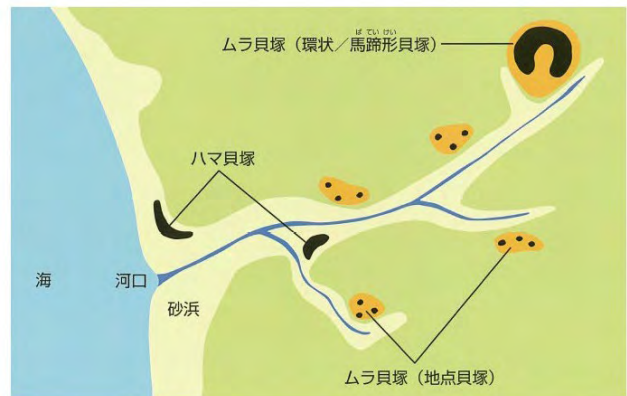 ばていけい
ムラ貝塚（環状／馬蹄形貝塚）
ハマ貝塚
海
河口
砂浜
ムラ貝塚（地点貝塚）